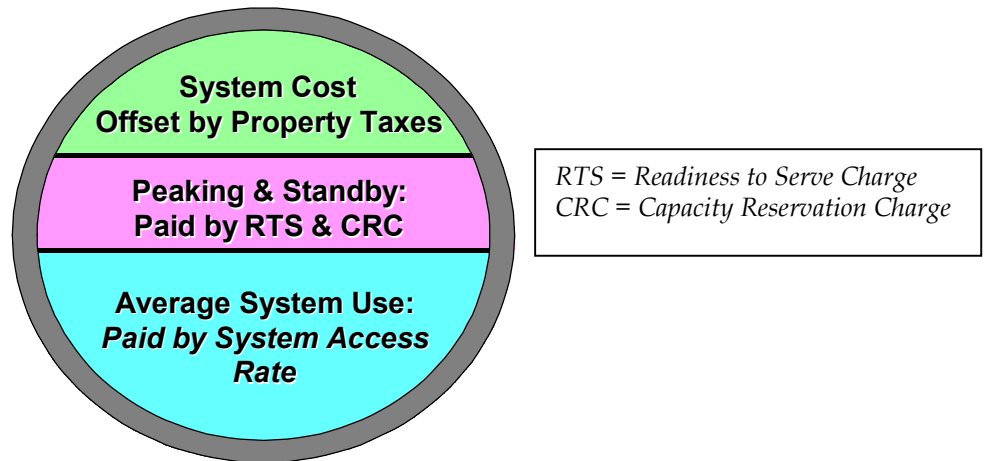 System Cost
Offset by Property Taxes
Peaking & Standby:
Paid by RTS & CRC
Average System Use:
Paid by System Access
Rate
RTS = Readiness to Serve Charge
CRC = Capacity Reservation Charge